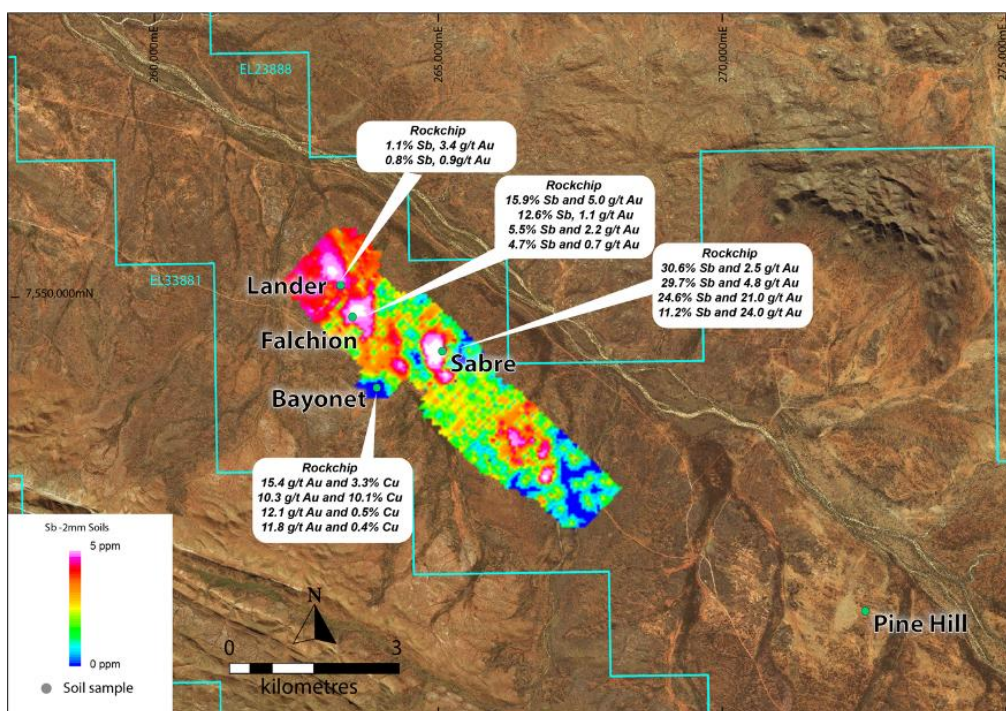 260,000mE
265,000mE
270,000mE
275,000mE
EL23888
Rockchip
1.1% Sb, 3.4 g/t Au
0.8% Sb, 0.9g/t Au
Rockchip
15.9% Sb and 5.0 g/t Au
12.6% Sb, 1.1 g/t Au
5.5% Sb and 2.2 g/t Au
4.7% Sb and 0.7 g/t Au
Rockchip
30.6% Sb and 2.5 g/t Au
29.7% Sb and 4.8 g/t Au
24.6% Sb and 21.0 g/t Au
11.2% Sb and 24.0 g/t Au
EL33881
7,550,000mN
Lander
Falchion
Sabre
Bayonet
Rockchip
15.4 g/t Au and 3.3% Cu
10.3 g/t Au and 10.1% Cu
12.1 g/t Au and 0.5% Cu
11.8 g/t Au and 0.4% Cu
Sb -2mm Soils
5 ppm
0 ppm
Soil sample
N
0 3
kilometres
Pine Hill